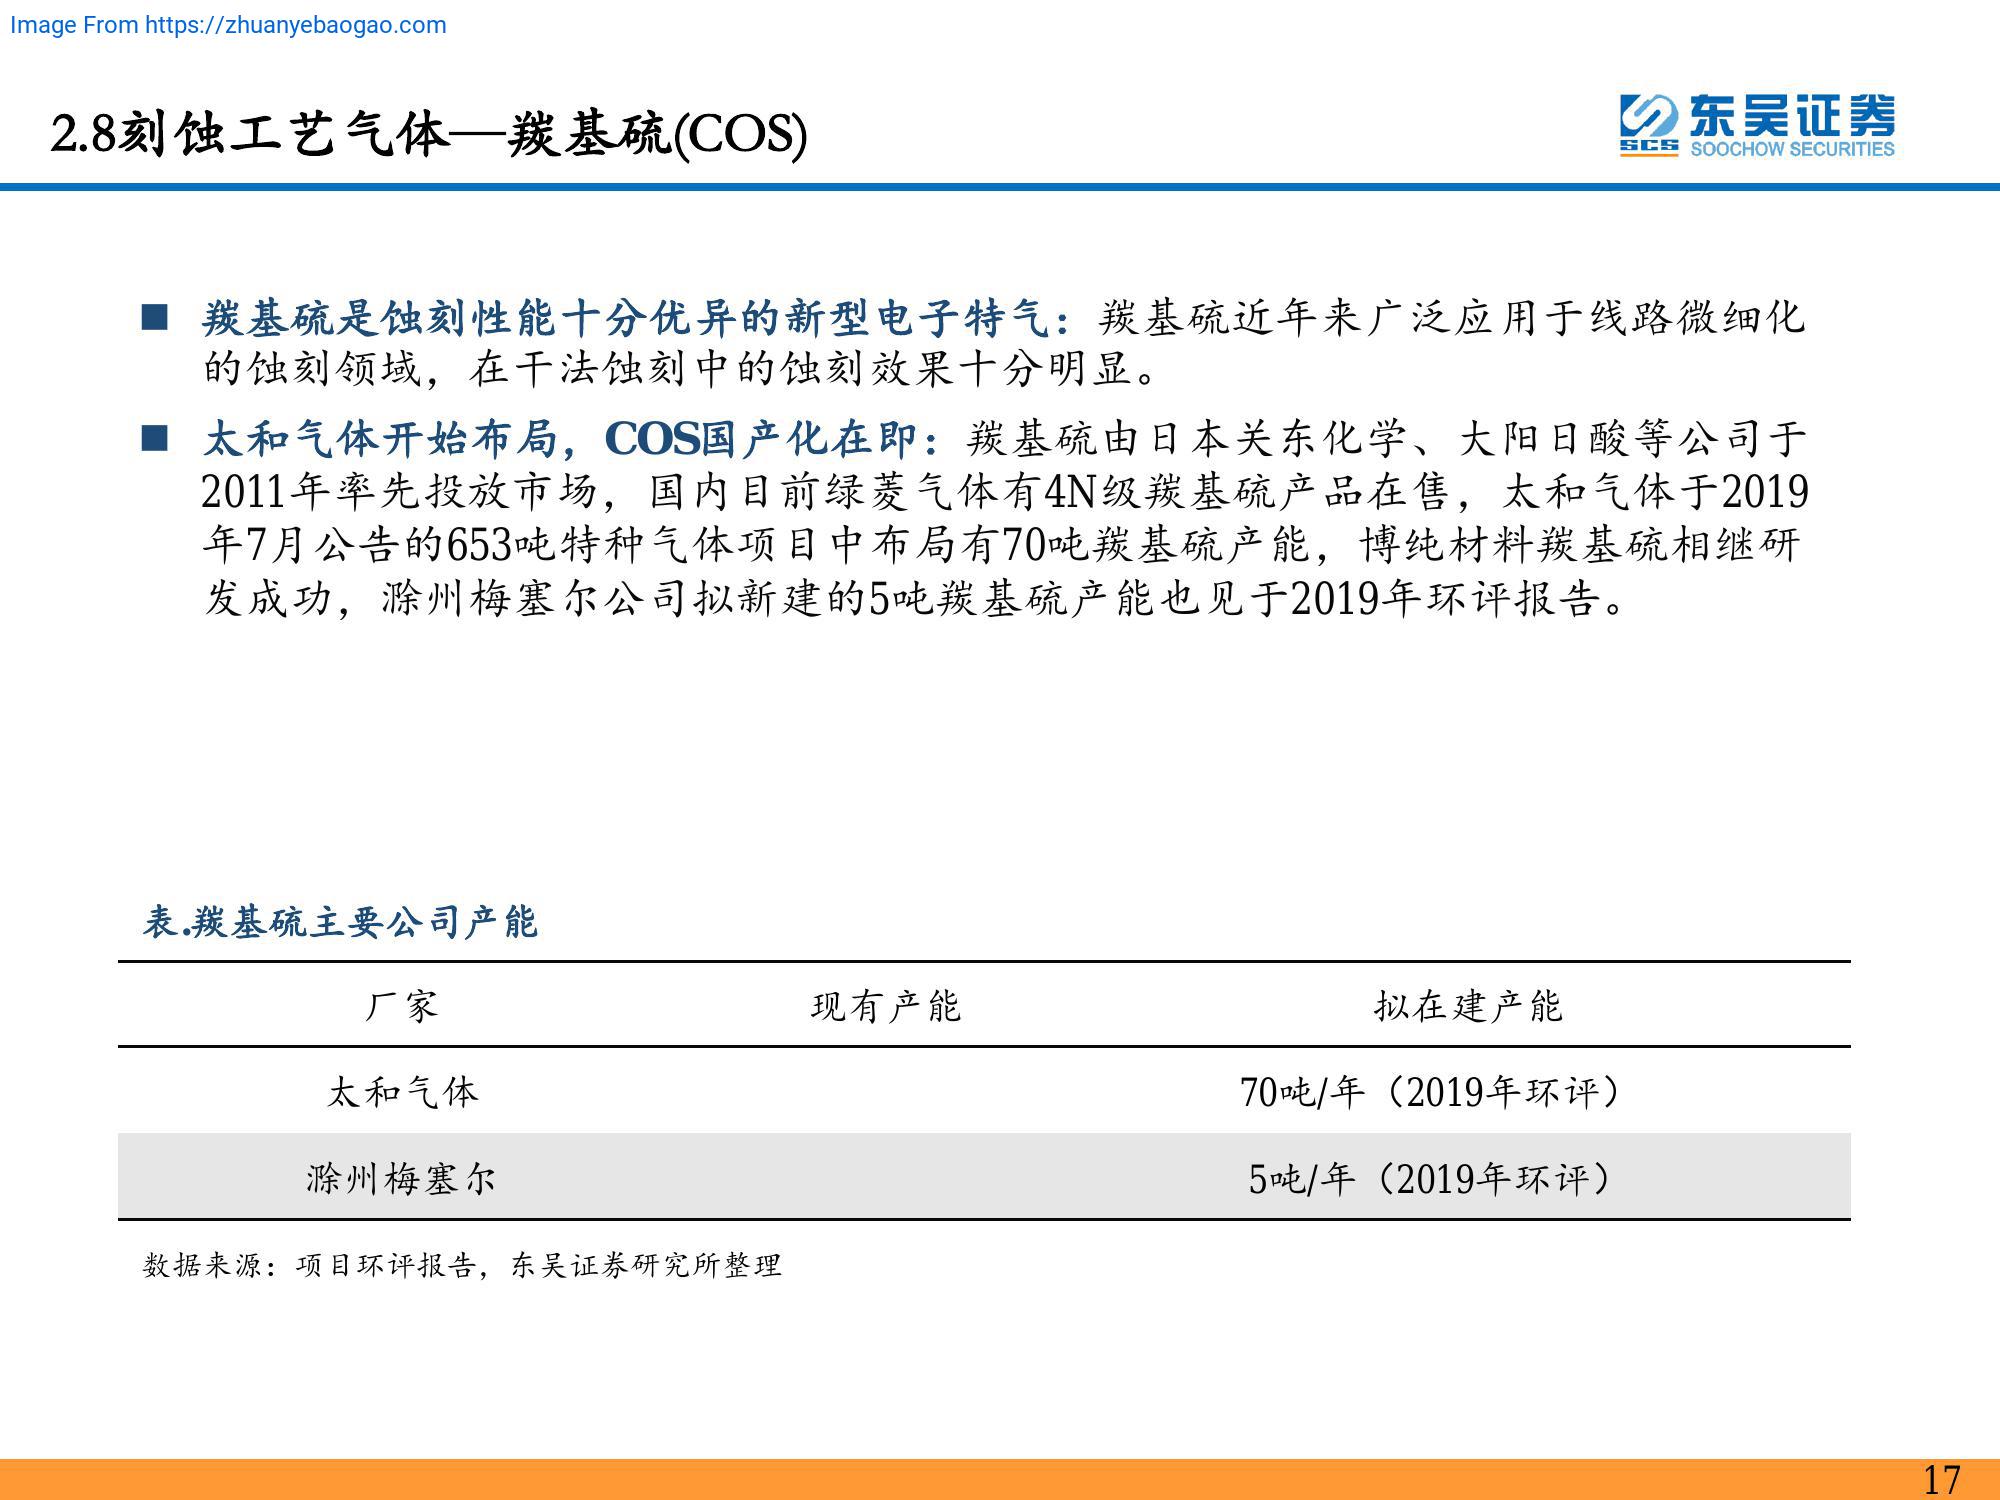 Image From https://zhuanyebaogao.com
2.8刻蚀工艺气体—羰基硫(COS)
东吴证券
SCS
SOOCHOW SECURITIES
羰基硫是蚀刻性能十分优异的新型电子特气：羰基硫近年来广泛应用于线路微细化
的蚀刻领域，在干法蚀刻中的蚀刻效果十分明显。
太和气体开始布局，COS国产化在即：羰基硫由日本关东化学、大阳日酸等公司于
2011年率先投放市场，国内目前绿菱气体有4N级羰基硫产品在售，太和气体于2019
年7月公告的653吨特种气体项目中布局有70吨羰基硫产能，博纯材料羰基硫相继研
发成功，滁州梅塞尔公司拟新建的5吨羰基硫产能也见于2019年环评报告。
表.羰基硫主要公司产能
厂家 现有产能 拟在建产能
太和气体 70吨/年（2019年环评）
滁州梅塞尔 5吨/年（2019年环评）
数据来源：项目环评报告，东吴证券研究所整理
17